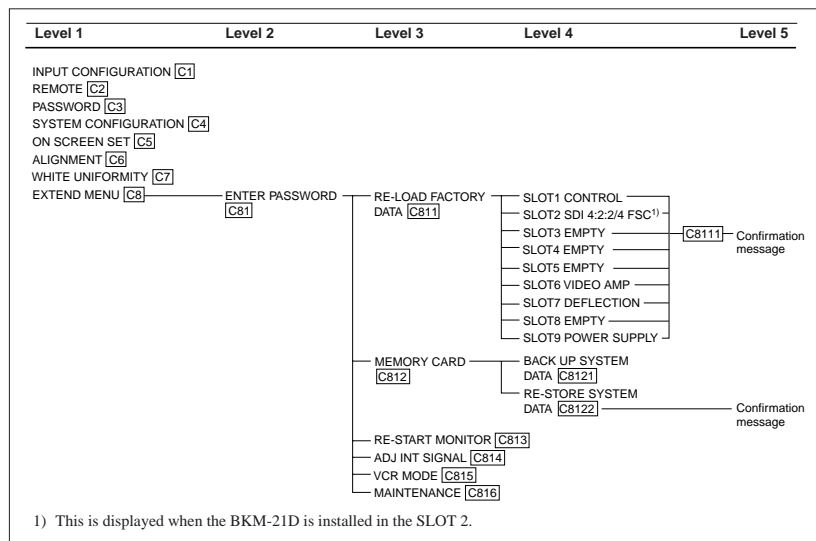 Level 1 Level 2 Level 3 Level 4 Level 5
INPUT CONFIGURATION C1
REMOTE C2
PASSWORD C3
SYSTEM CONFIGURATION C4
ON SCREEN SET C5
ALIGNMENT C6
WHITE UNIFORMITY C7
EXTEND MENU C8
ENTER PASSWORD
C81
RE-LOAD FACTORY
DATA C811
SLOT1 CONTROL
SLOT2 SDI 4:2:2/4 FSC1)
SLOT3 EMPTY
SLOT4 EMPTY
SLOT5 EMPTY
SLOT6 VIDEO AMP
SLOT7 DEFLECTION
SLOT8 EMPTY
SLOT9 POWER SUPPLY
C8111
Confirmation
message
MEMORY CARD
C812
BACK UP SYSTEM
DATA C8121
RE-STORE SYSTEM
DATA C8122
Confirmation
message
RE-START MONITOR C813
ADJ INT SIGNAL C814
VCR MODE C815
MAINTENANCE C816
1) This is displayed when the BKM-21D is installed in the SLOT 2.